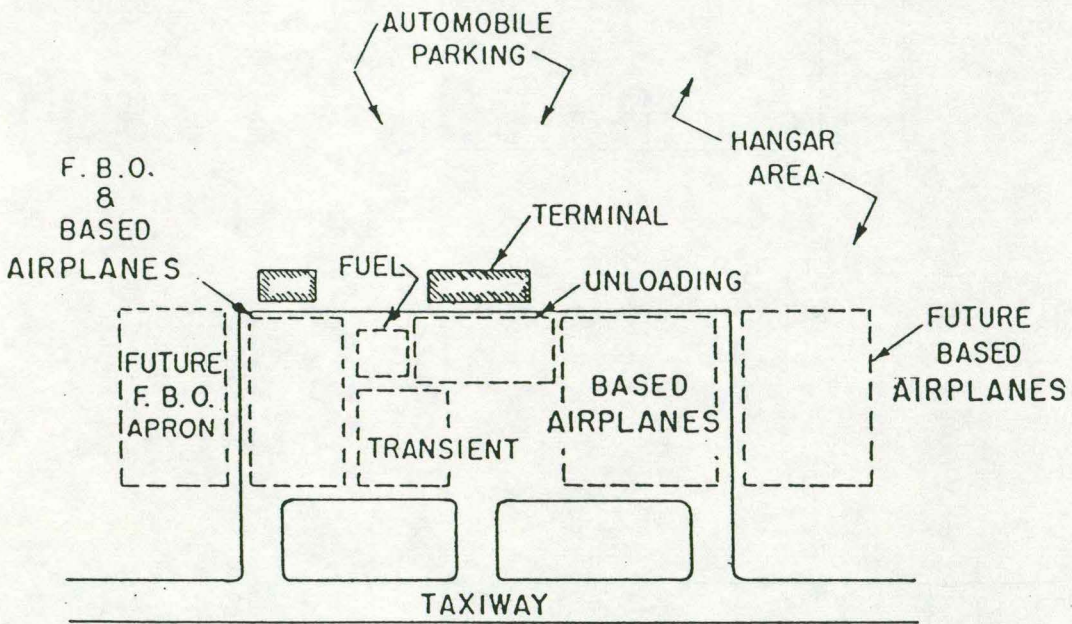 AUTOMOBILE
PARKING
HANGAR
AREA
F. B. O.
&
BASED
AIRPLANES
TERMINAL
FUEL
UNLOADING
FUTURE
F. B. O.
APRON
BASED
AIRPLANES
FUTURE
BASED
AIRPLANES
TRANSIENT
TAXIWAY